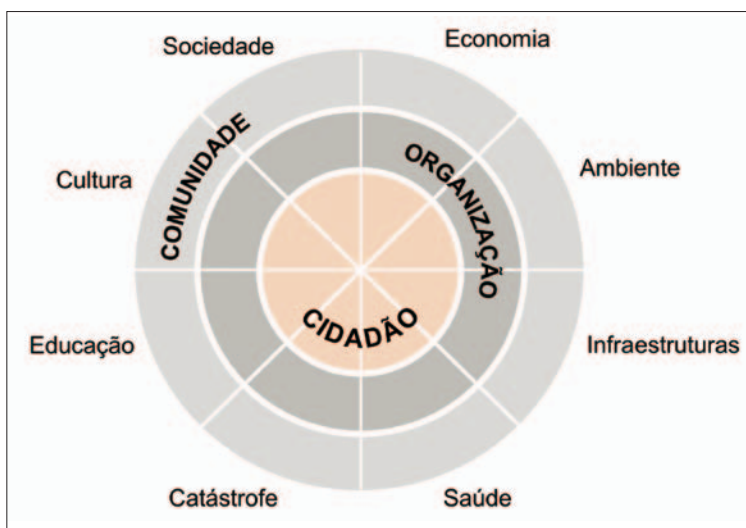 Sociedade
Economia
Cultura
COMUNIDADE
ORGANIZAÇÃO
Ambiente
CIDADÃO
Educação
Infraestruturas
Catástrofe
Saúde